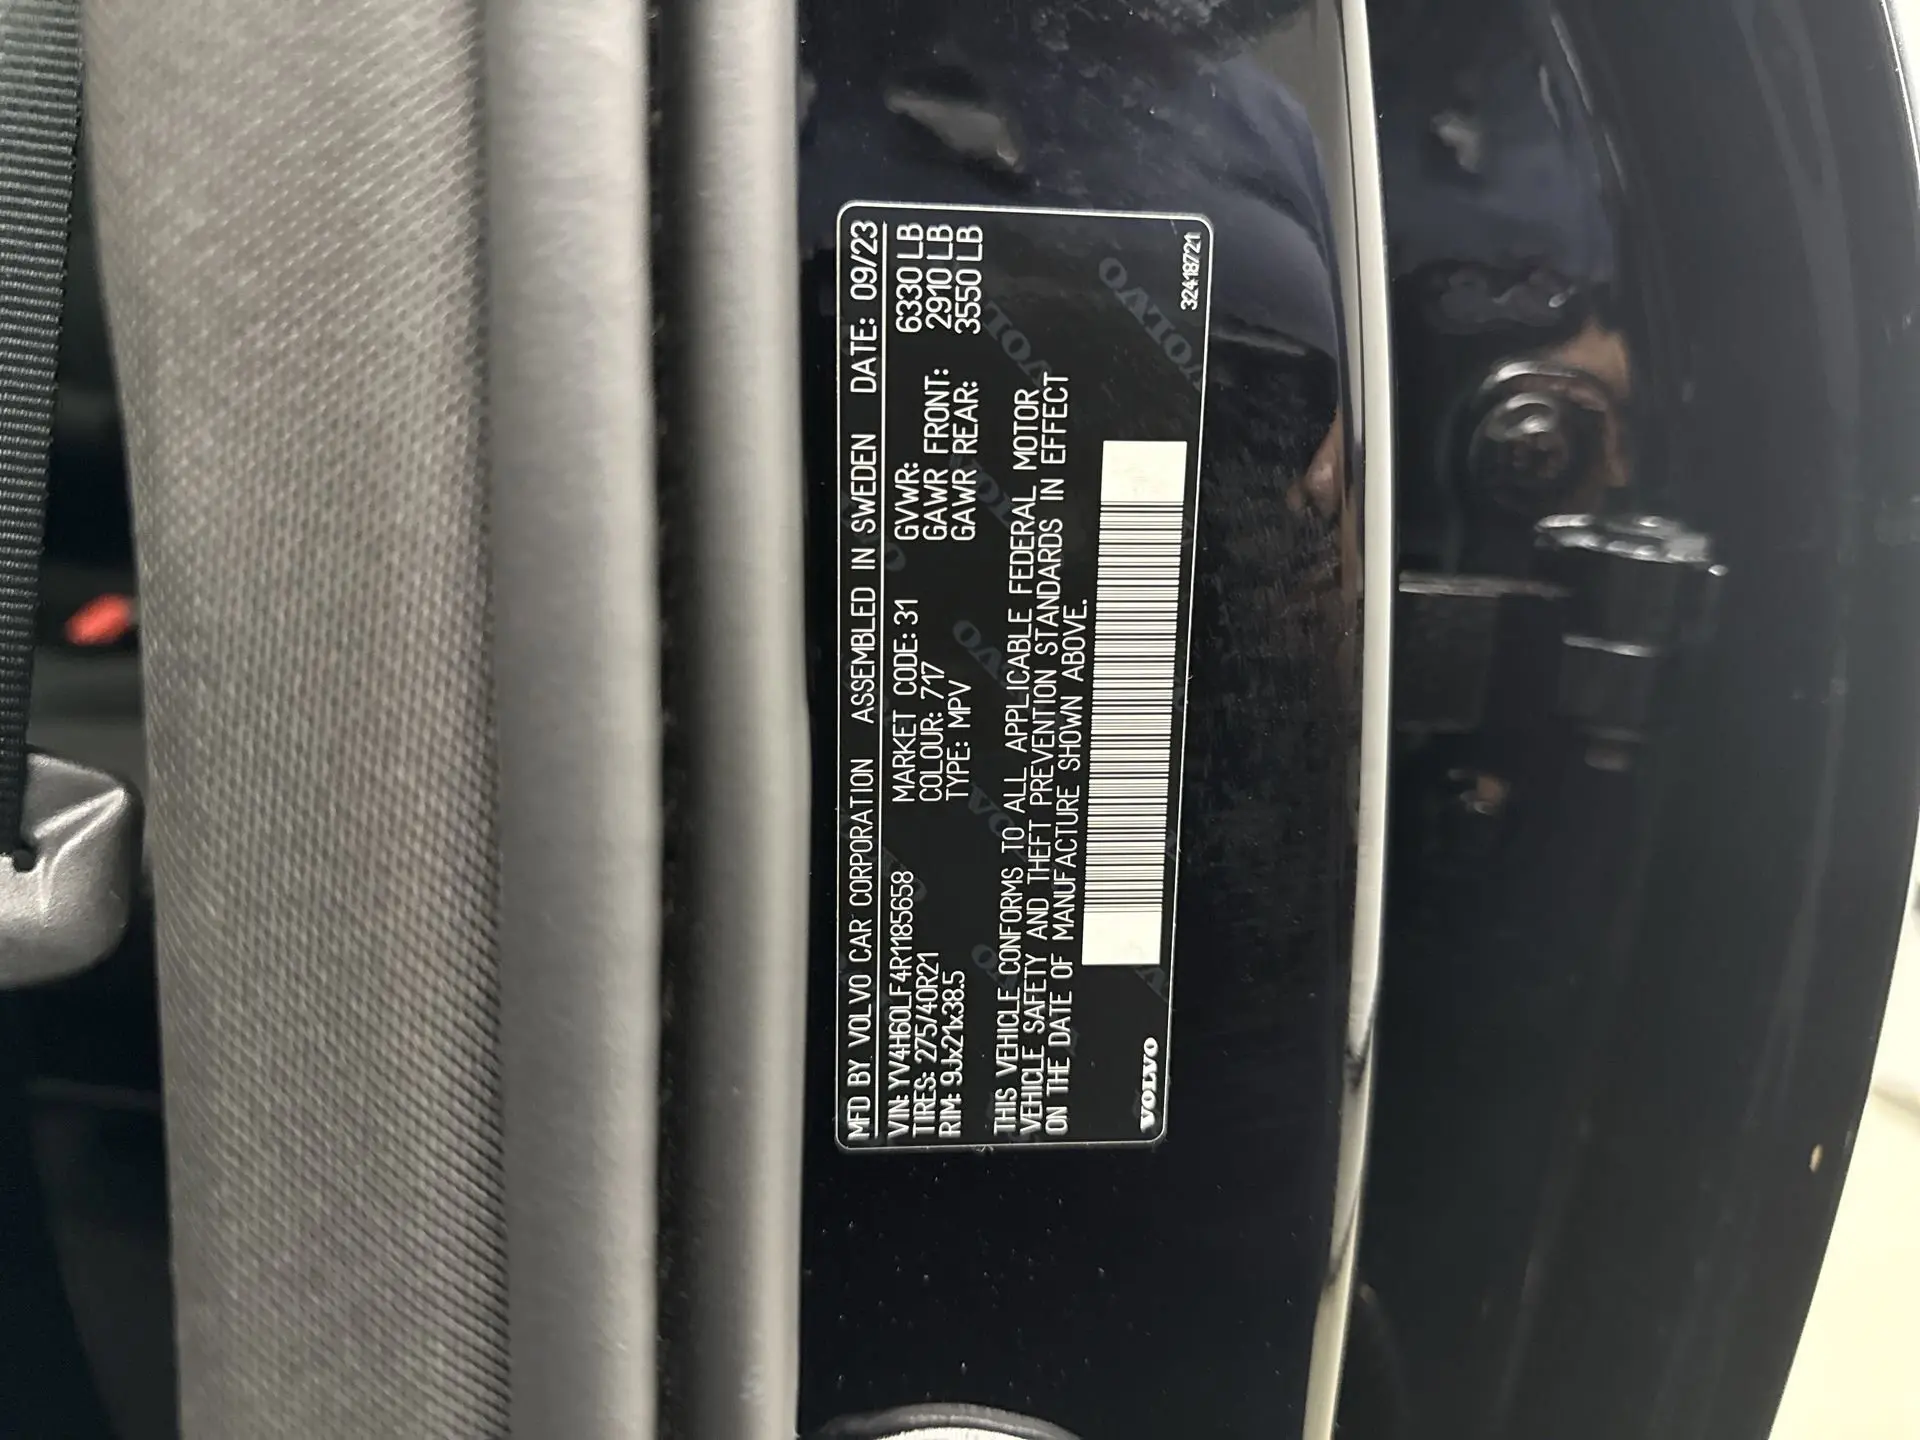 MFD BY VOLVO CAR CORPORATION ASSEMBLED IN SWEDEN DATE: 09/23
VIN: YV4H60LF4R1185658 MARKET CODE: 31 GVWR: 6330 LB
TIRES: 275/40R21 COLOUR: 717 GAWR FRONT: 2910 LB
RIM: 9Jx21x38.5 TYPE: MPV GAWR REAR: 3550 LB
THIS VEHICLE CONFORMS TO ALL APPLICABLE FEDERAL MOTOR
VEHICLE SAFETY AND THEFT PREVENTION STANDARDS IN EFFECT
ON THE DATE OF MANUFACTURE SHOWN ABOVE.
VOLVO 32418721